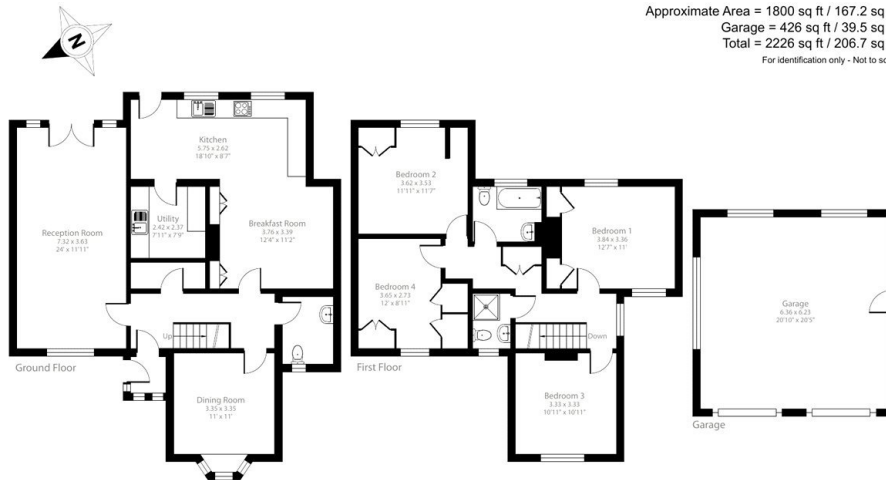 Approximate Area = 1800 sq ft / 167.2 sq
Garage = 426 sq ft / 39.5 sq
Total = 2226 sq ft / 206.7 sq
For identification only - Not to sc
N
Kitchen
5.75 x 2.62
18'10" x 8'7"
Utility
2.42 x 2.37
7'11" x 7'9"
Reception Room
7.32 x 3.63
24' x 11'11"
Breakfast Room
3.76 x 3.39
12'4" x 11'2"
Up
Ground Floor
Dining Room
3.35 x 3.35
11' x 11'
Bedroom 2
3.62 x 3.53
11'11" x 11'7"
Bedroom 1
3.84 x 3.36
12'7" x 11'
Bedroom 4
3.65 x 2.73
12' x 8'11"
Down
First Floor
Bedroom 3
3.33 x 3.33
10'11" x 10'11"
Garage
6.36 x 6.23
20'10" x 20'5"
Garage